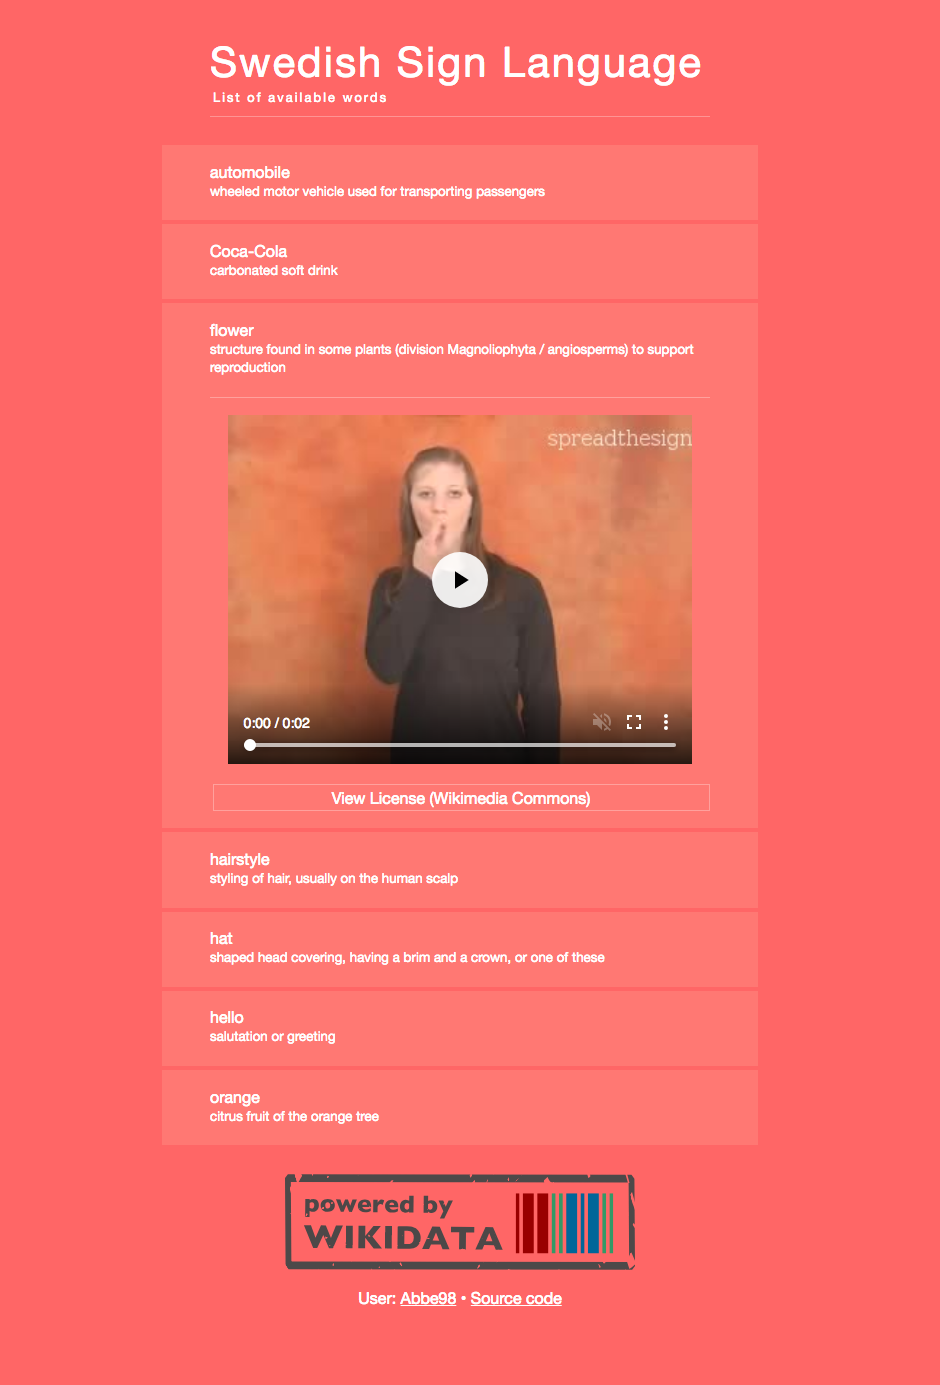 Swedish Sign Language
List of available words
automobile
wheeled motor vehicle used for transporting passengers
Coca-Cola
carbonated soft drink
flower
structure found in some plants (division Magnoliophyta / angiosperms) to support
reproduction
spreadthesign
0:00 / 0:02
View License (Wikimedia Commons)
hairstyle
styling of hair, usually on the human scalp
hat
shaped head covering, having a brim and a crown, or one of these
hello
salutation or greeting
orange
citrus fruit of the orange tree
powered by
WIKIDATA
User: Abbe98 • Source code